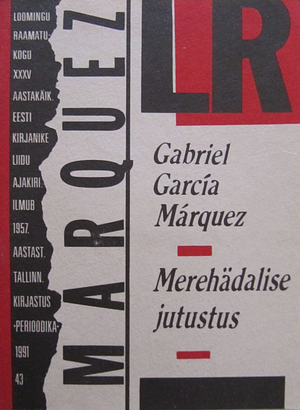 LOOMINGU
RAAMATU-
KOGU
XXXV
AASTAKÄIK.
EESTI
KIRJANIKE
LIIDU
AJAKIRI.
ILMUB
1957.
AASTAST.
TALLINN.
KIRJASTUS
•PERIOODIKA•
1991
43
MARQUEZ
LR
Gabriel
García
Márquez
Merehädalise
jutustus